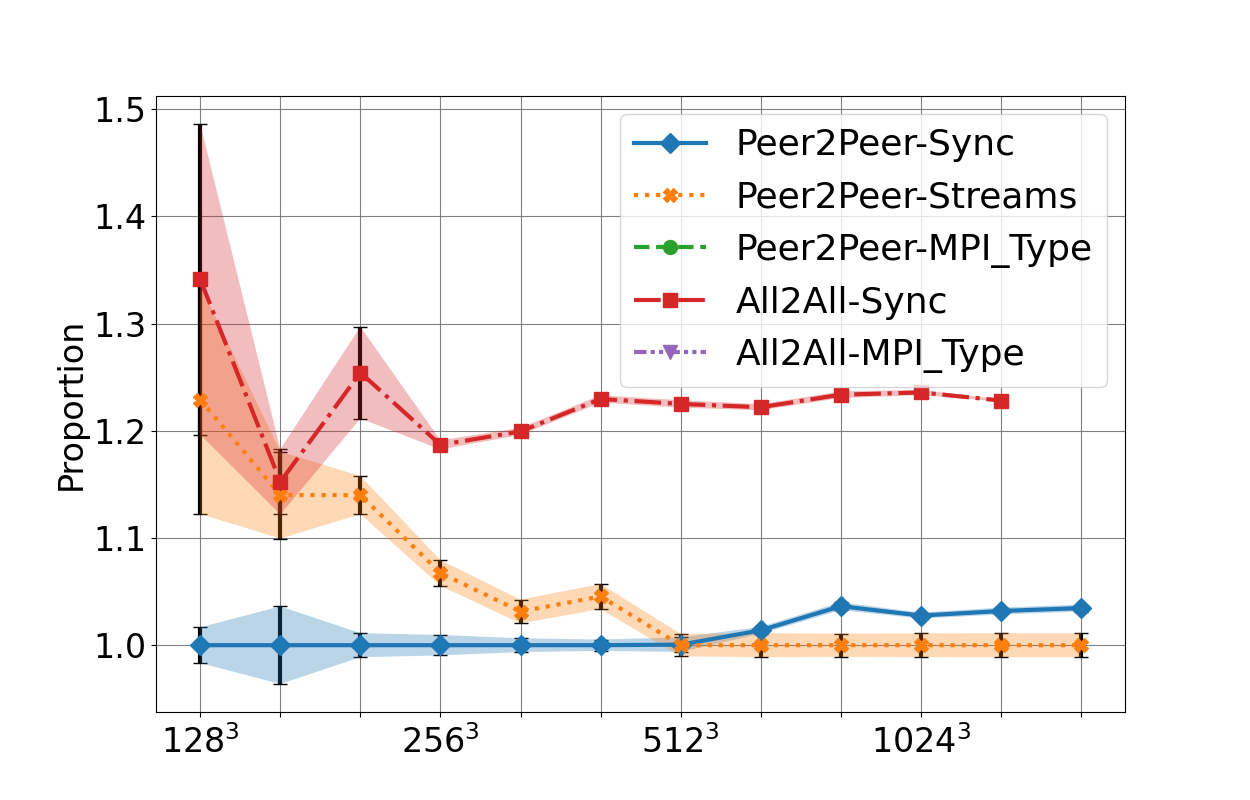 1.5
1.4
1.3
1.2
1.1
1.0
Proportion
Peer2Peer-Sync
Peer2Peer-Streams
Peer2Peer-MPI_Type
All2All-Sync
All2All-MPI_Type
128³ 256³ 512³ 1024³